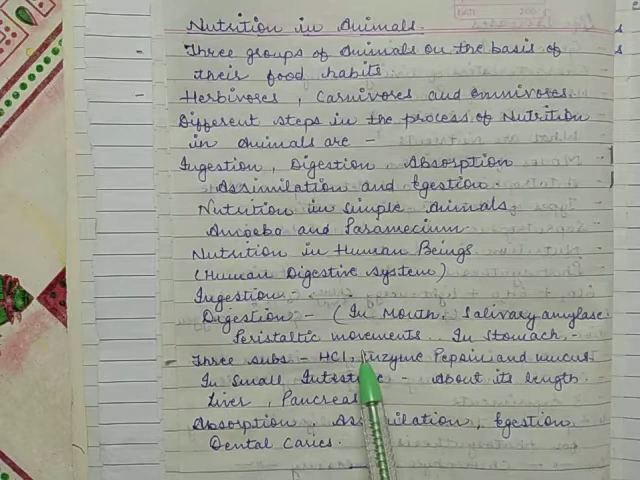 Nutrition in Animals.
- Three groups of Animals on the basis of
their food habits
- Herbivores, Carnivores and omnivores.
Different steps in the process of Nutrition
in Animals are -
Ingestion, Digestion Absorption
Assimilation and Egestion.
Nutrition in simple Animals
Amoeba and Paramecium.
Nutrition in Human Beings
(Human Digestive System)
Ingestion -
Digestion - (In Mouth, Salivary amylase
Peristaltic movements. In Stomach, -
Three subs - HCl, Enzyme Pepsin and mucus.
In Small Intestine - About its length.
Liver, Pancreas
Absorption, Assimilation, Egestion
Dental Caries.